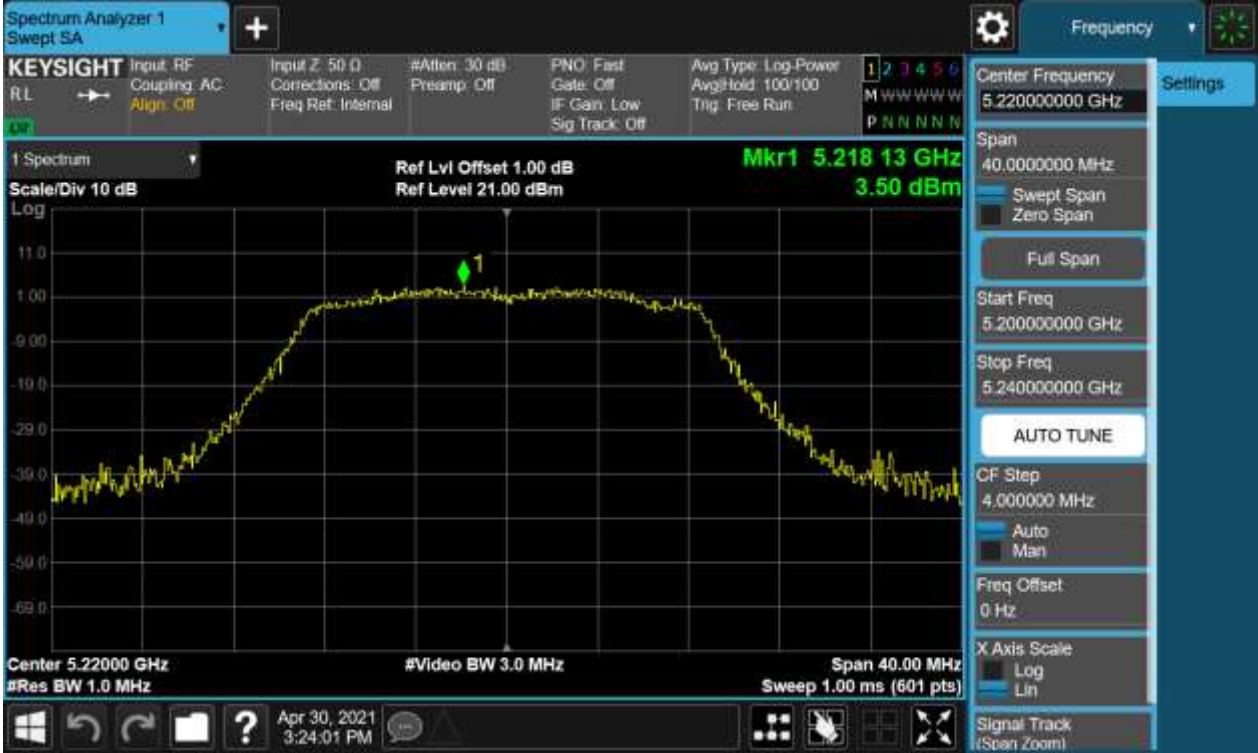 Spectrum Analyzer 1
Swept SA
+
Frequency
KEYSIGHT
RL
Input: RF
Coupling: AC
Align: Off
Input Z: 50 Ω
Corrections: Off
Freq Ref: Internal
#Atten: 30 dB
Preamp: Off
PNO: Fast
Gate: Off
IF Gain: Low
Sig Track: Off
Avg Type: Log-Power
Avg|Hold: 100/100
Trig: Free Run
1 2 3 4 5 6
M W W W W W
P N N N N N
1 Spectrum
Scale/Div 10 dB
Ref Lvl Offset 1.00 dB
Ref Level 21.00 dBm
Mkr1 5.218 13 GHz
3.50 dBm
Log
1
11.0
1.00
-9.00
-19.0
-29.0
-39.0
-49.0
-59.0
-69.0
Center 5.22000 GHz
#Res BW 1.0 MHz
#Video BW 3.0 MHz
Span 40.00 MHz
Sweep 1.00 ms (601 pts)
Center Frequency
5.220000000 GHz
Settings
Span
40.0000000 MHz
Swept Span
Zero Span
Full Span
Start Freq
5.200000000 GHz
Stop Freq
5.240000000 GHz
AUTO TUNE
CF Step
4.000000 MHz
Auto
Man
Freq Offset
0 Hz
X Axis Scale
Log
Lin
Signal Track
(Span Zoom)
?
Apr 30, 2021
3:24:01 PM